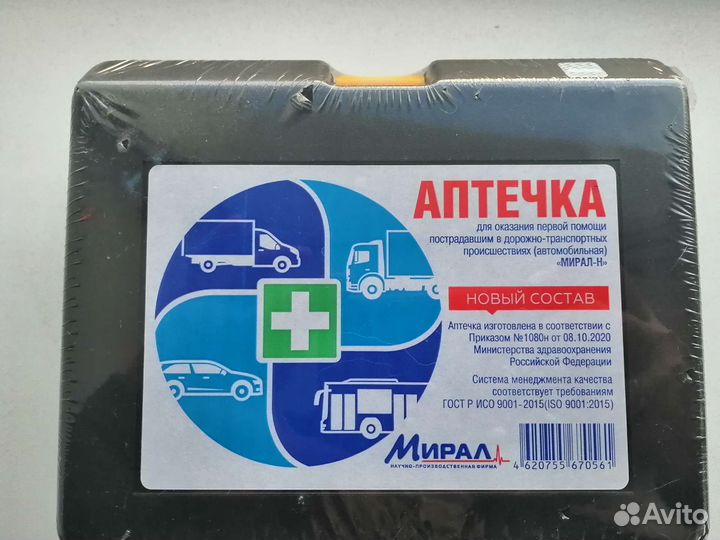 АПТЕЧКА
для оказания первой помощи
пострадавшим в дорожно-транспортных
происшествиях (автомобильная)
«МИРАЛ-Н»
НОВЫЙ СОСТАВ
Аптечка изготовлена в соответствии с
Приказом №1080н от 08.10.2020
Министерства здравоохранения
Российской Федерации
Система менеджмента качества
соответствует требованиям
ГОСТ Р ИСО 9001-2015(ISO 9001:2015)
МИРАЛ
НАУЧНО-ПРОИЗВОДСТВЕННАЯ ФИРМА
4 620755 670561
Avito